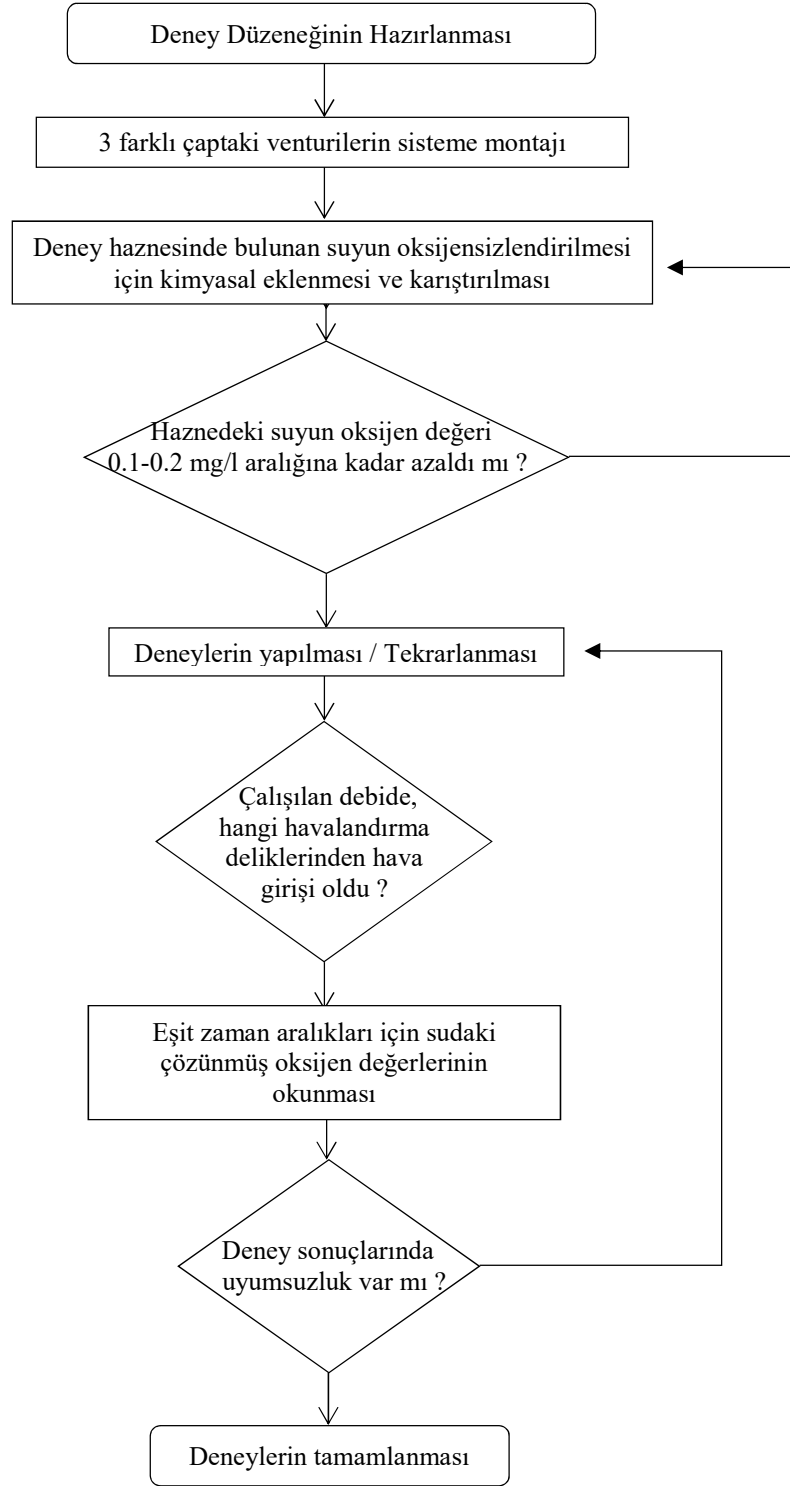 Deney Düzeneğinin Hazırlanması
3 farklı çaptaki venturilerin sisteme montajı
Deney haznesinde bulunan suyun oksijensizlendirilmesi
için kimyasal eklenmesi ve karıştırılması
Haznedeki suyun oksijen değeri
0.1-0.2 mg/l aralığına kadar azaldı mı ?
Deneylerin yapılması / Tekrarlanması
Çalışılan debide,
hangi havalandırma
deliklerinden hava
girişi oldu ?
Eşit zaman aralıkları için sudaki
çözünmüş oksijen değerlerinin
okunması
Deney sonuçlarında
uyumsuzluk var mı ?
Deneylerin tamamlanması